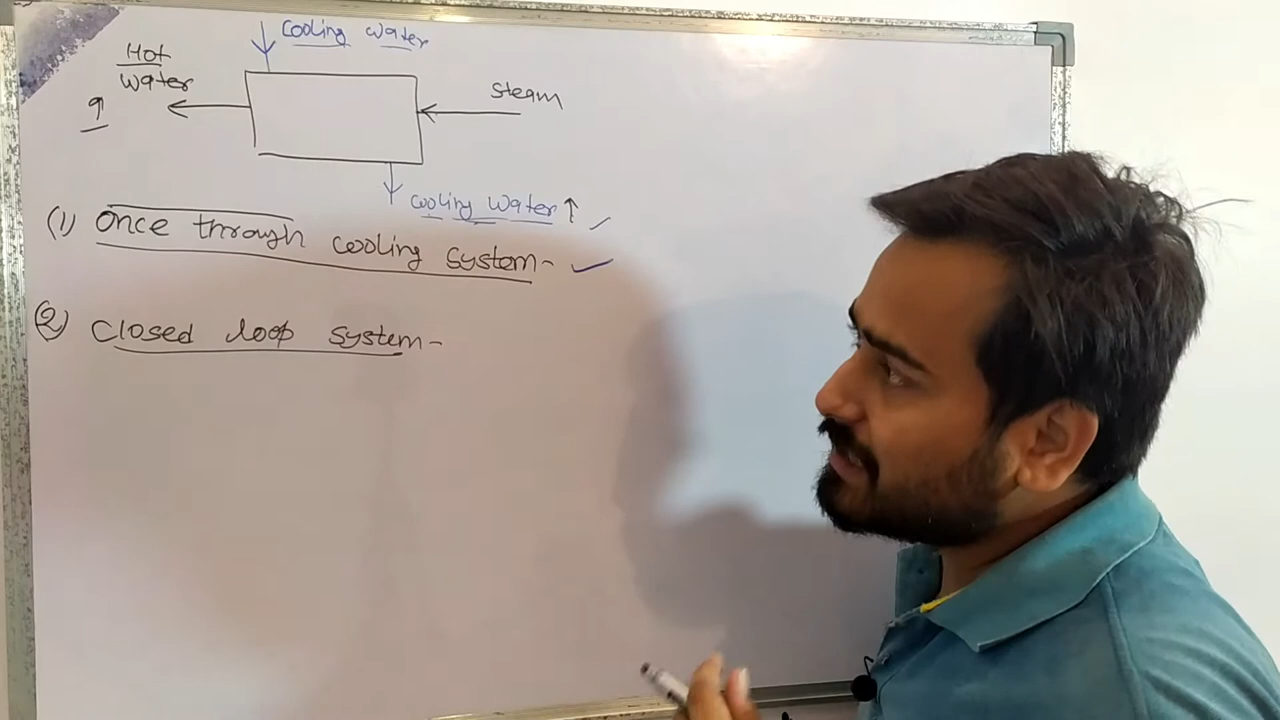 Cooling water
Hot
water
steam
Cooling Water ↑
(1) Once through cooling system-
(2) Closed loop system-